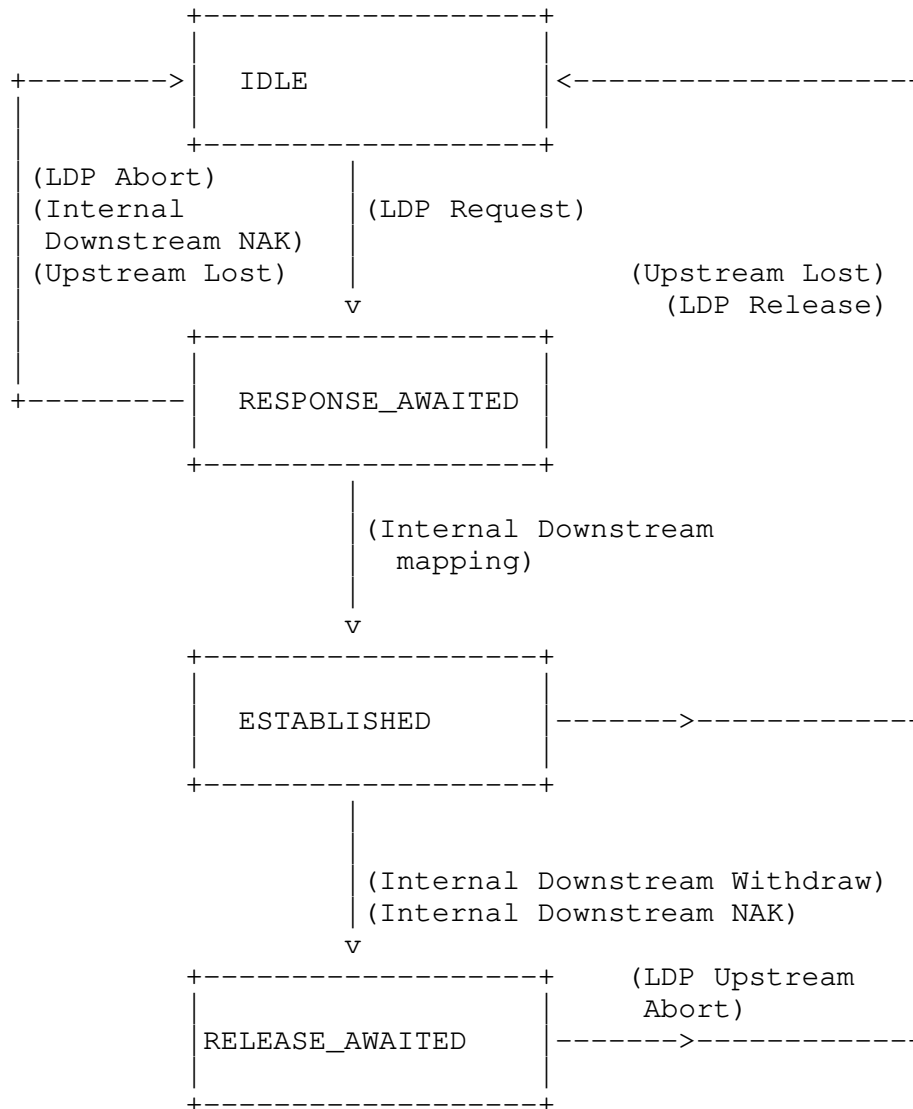 IDLE
(LDP Abort)
(Internal
Downstream NAK)
(Upstream Lost)
(LDP Request)
(Upstream Lost)
(LDP Release)
RESPONSE_AWAITED
(Internal Downstream
mapping)
ESTABLISHED
(Internal Downstream Withdraw)
(Internal Downstream NAK)
(LDP Upstream
Abort)
RELEASE_AWAITED